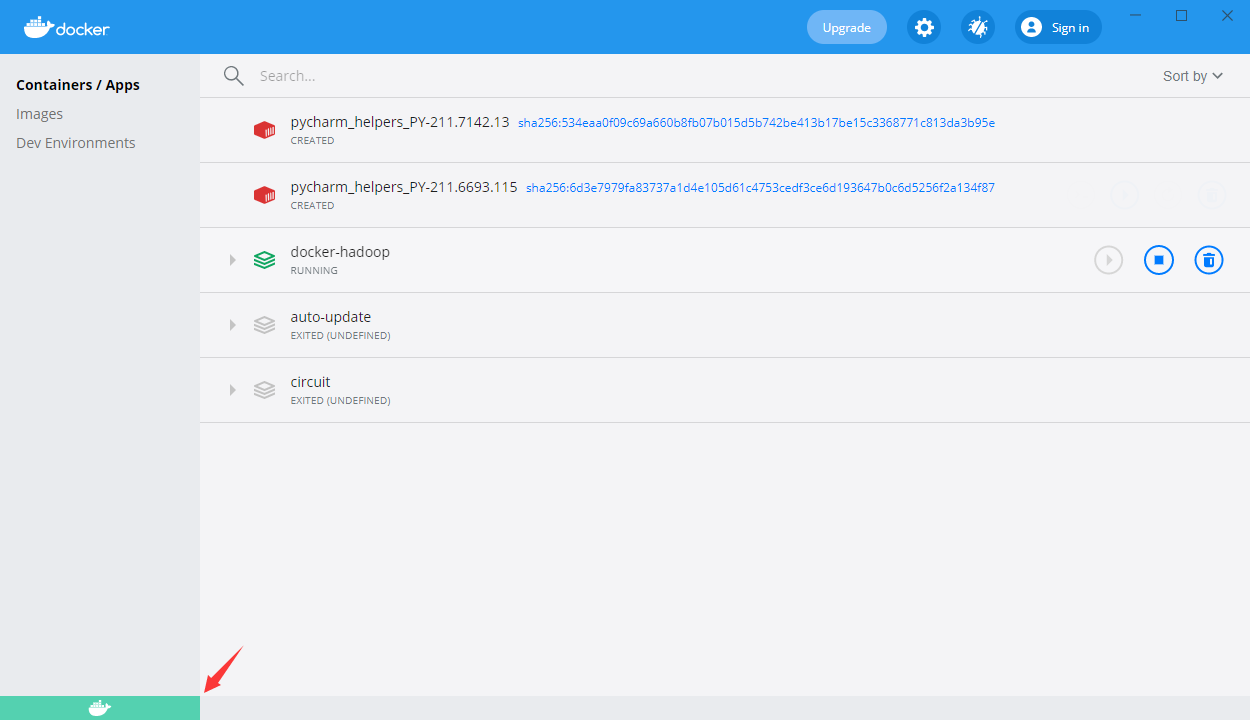 docker
Upgrade
Sign in
Containers / Apps
Images
Dev Environments
Search...
Sort by
pycharm_helpers_PY-211.7142.13 sha256:534eaa0f09c69a660b8fb07b015d5b742be413b17be15c3368771c813da3b95e
CREATED
pycharm_helpers_PY-211.6693.115 sha256:6d3e7979fa83737a1d4e105d61c4753cedf3ce6d193647b0c6d5256f2a134f87
CREATED
docker-hadoop
RUNNING
auto-update
EXITED (UNDEFINED)
circuit
EXITED (UNDEFINED)